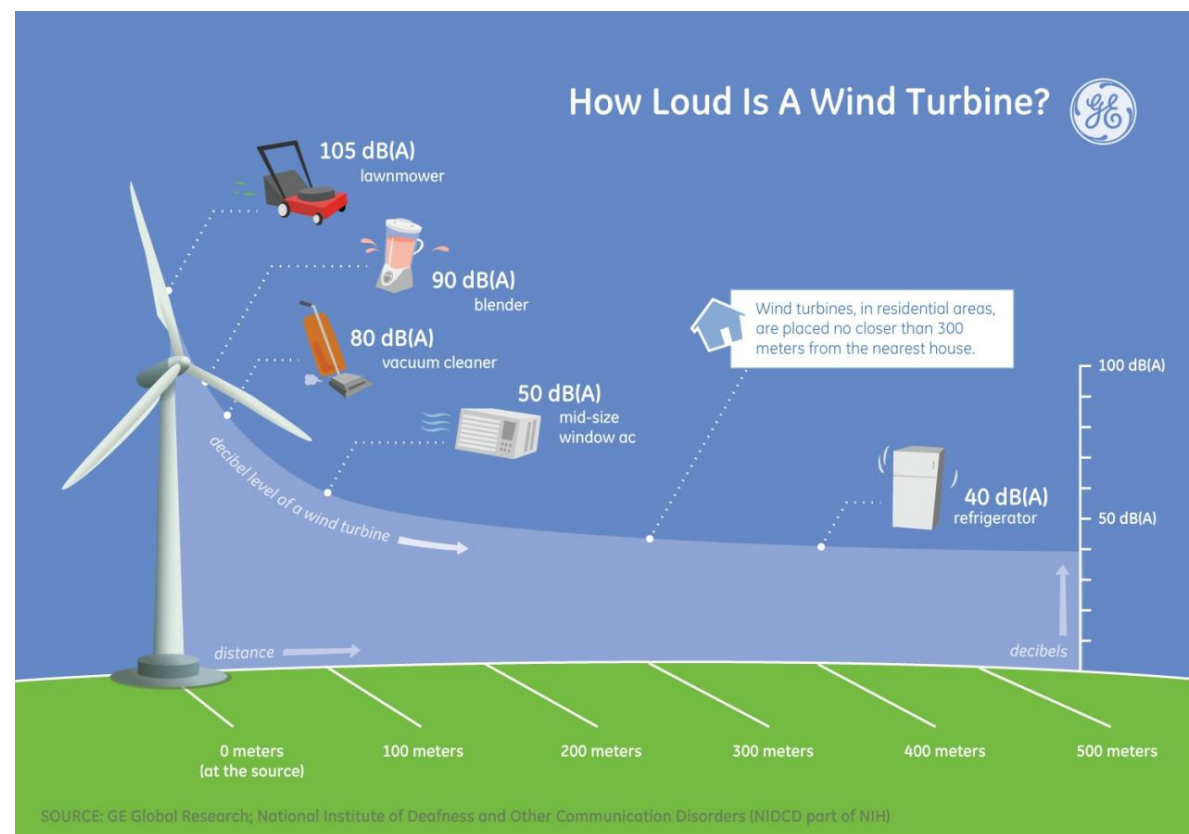 How Loud Is A Wind Turbine?
GE
105 dB(A)
lawnmower
90 dB(A)
blender
80 dB(A)
vacuum cleaner
50 dB(A)
mid-size
window ac
Wind turbines, in residential areas,
are placed no closer than 300
meters from the nearest house.
100 dB(A)
40 dB(A)
refrigerator
50 dB(A)
decibel level of a wind turbine
distance
decibels
0 meters
(at the source)
100 meters
200 meters
300 meters
400 meters
500 meters
SOURCE: GE Global Research; National Institute of Deafness and Other Communication Disorders (NIDCD part of NIH)